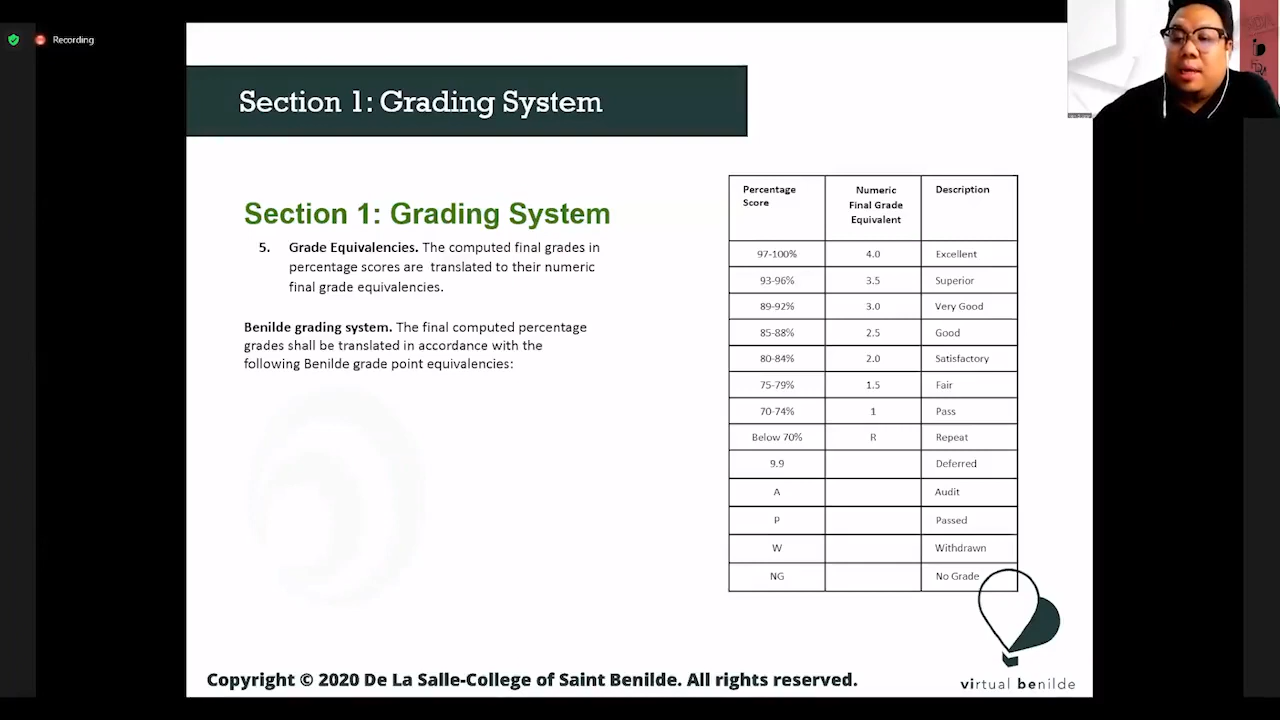 Recording
Section 1: Grading System
Section 1: Grading System
5. Grade Equivalencies. The computed final grades in
percentage scores are translated to their numeric
final grade equivalencies.
Benilde grading system. The final computed percentage
grades shall be translated in accordance with the
following Benilde grade point equivalencies:
Percentage Score Numeric Final Grade Equivalent Description
97-100% 4.0 Excellent
93-96% 3.5 Superior
89-92% 3.0 Very Good
85-88% 2.5 Good
80-84% 2.0 Satisfactory
75-79% 1.5 Fair
70-74% 1 Pass
Below 70% R Repeat
9.9 Deferred
A Audit
P Passed
W Withdrawn
NG No Grade
Copyright © 2020 De La Salle-College of Saint Benilde. All rights reserved.
virtual benilde